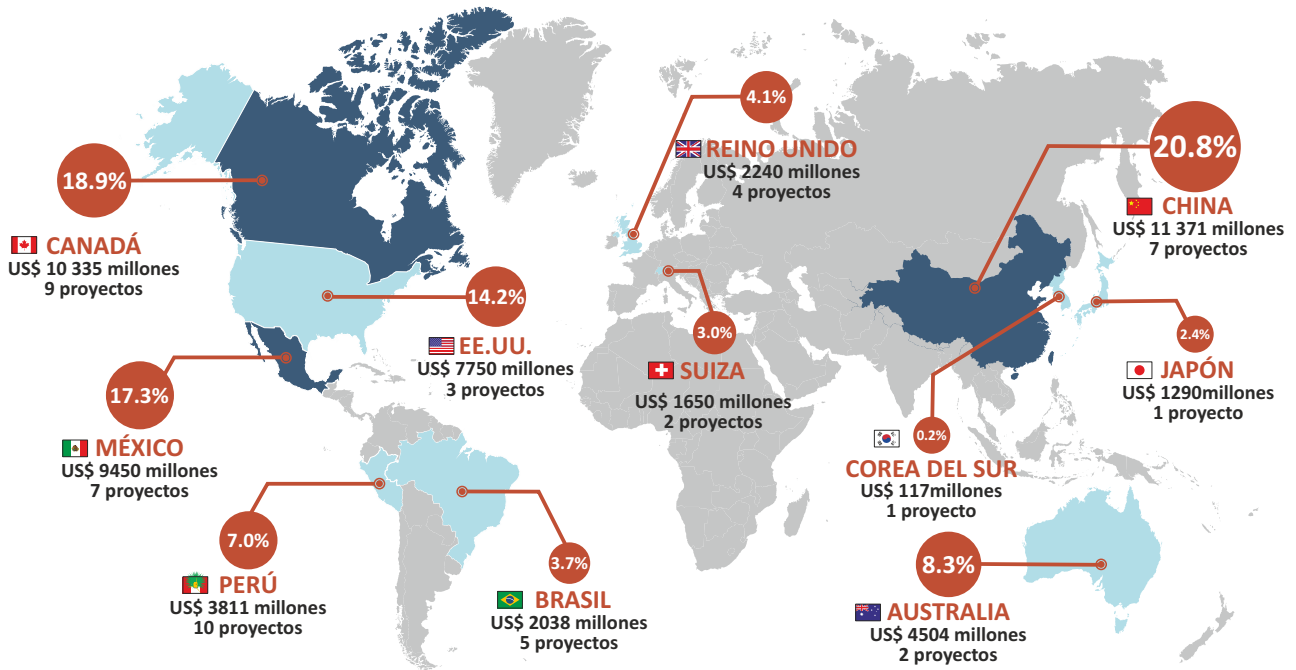 4.1%
REINO UNIDO
US$ 2240 millones
4 proyectos
20.8%
CHINA
US$ 11 371 millones
7 proyectos
18.9%
CANADÁ
US$ 10 335 millones
9 proyectos
14.2%
EE.UU.
US$ 7750 millones
3 proyectos
3.0%
SUIZA
US$ 1650 millones
2 proyectos
2.4%
JAPÓN
US$ 1290millones
1 proyecto
17.3%
MÉXICO
US$ 9450 millones
7 proyectos
0.2%
COREA DEL SUR
US$ 117millones
1 proyecto
7.0%
PERÚ
US$ 3811 millones
10 proyectos
3.7%
BRASIL
US$ 2038 millones
5 proyectos
8.3%
AUSTRALIA
US$ 4504 millones
2 proyectos